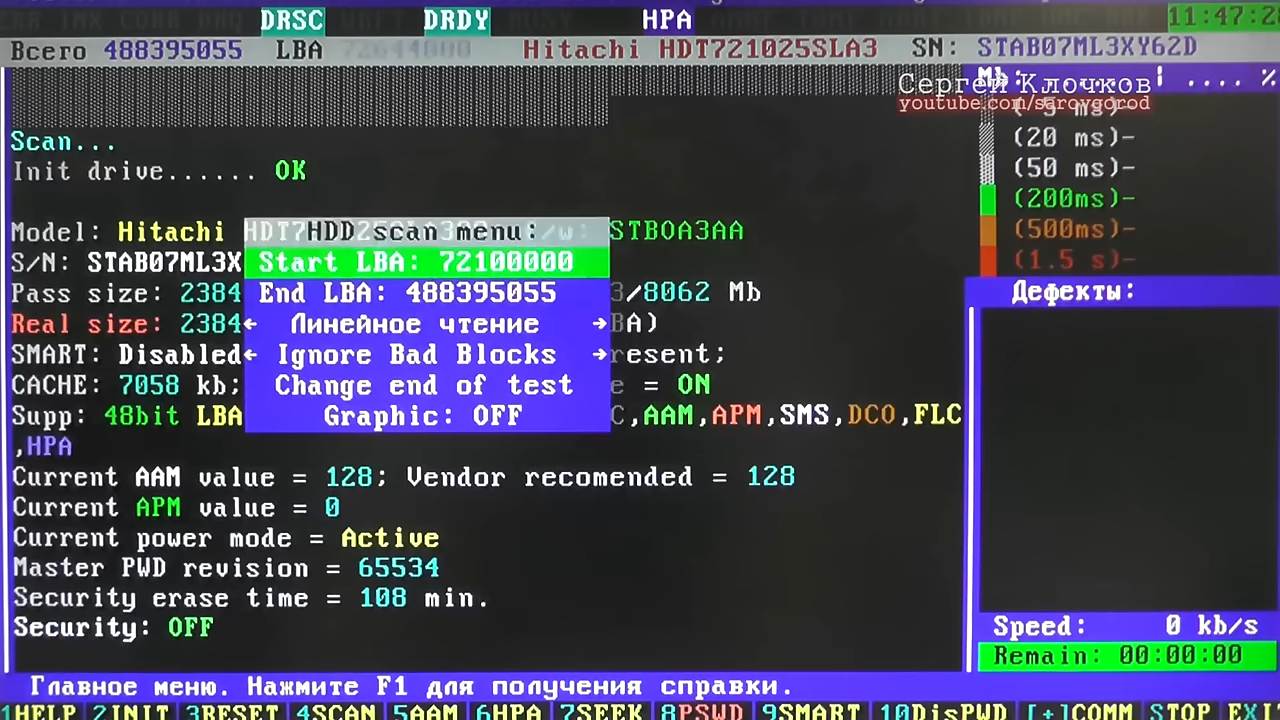 DRSC DRDY HPA 11:47:2
Всего 488395055 LBA 72644000 Hitachi HDT721025SLA3 SN: STAB07ML3XY62D
Сергей Клочков
youtube.com/serovgorod
Scan...
Init drive...... OK
Model: Hitachi STBOA3AA
S/N: STAB07ML3X
Pass size: 2384 /8062 Mb
Real size: 2384 BA)
SMART: Disabled resent;
CACHE: 7058 kb; e = ON
Supp: 48bit LBA C,AAM,APM,SMS,DCO,FLC
,HPA
Current AAM value = 128; Vendor recomended = 128
Current APM value = 0
Current power mode = Active
Master PWD revision = 65534
Security erase time = 108 min.
Security: OFF
HDD scan menu:
Start LBA: 72100000
End LBA: 488395055
← Линейное чтение →
← Ignore Bad Blocks →
Change end of test
Graphic: OFF
( 5 ms)-
(20 ms)-
(50 ms)-
(200ms)-
(500ms)-
(1.5 s)-
Дефекты:
Speed: 0 kb/s
Remain: 00:00:00
Главное меню. Нажмите F1 для получения справки.
1HELP 2INIT 3RESET 4SCAN 5AAM 6HPA 7SEEK 8PSWD 9SMART 10DisPWD [+]COMM STOP EXI